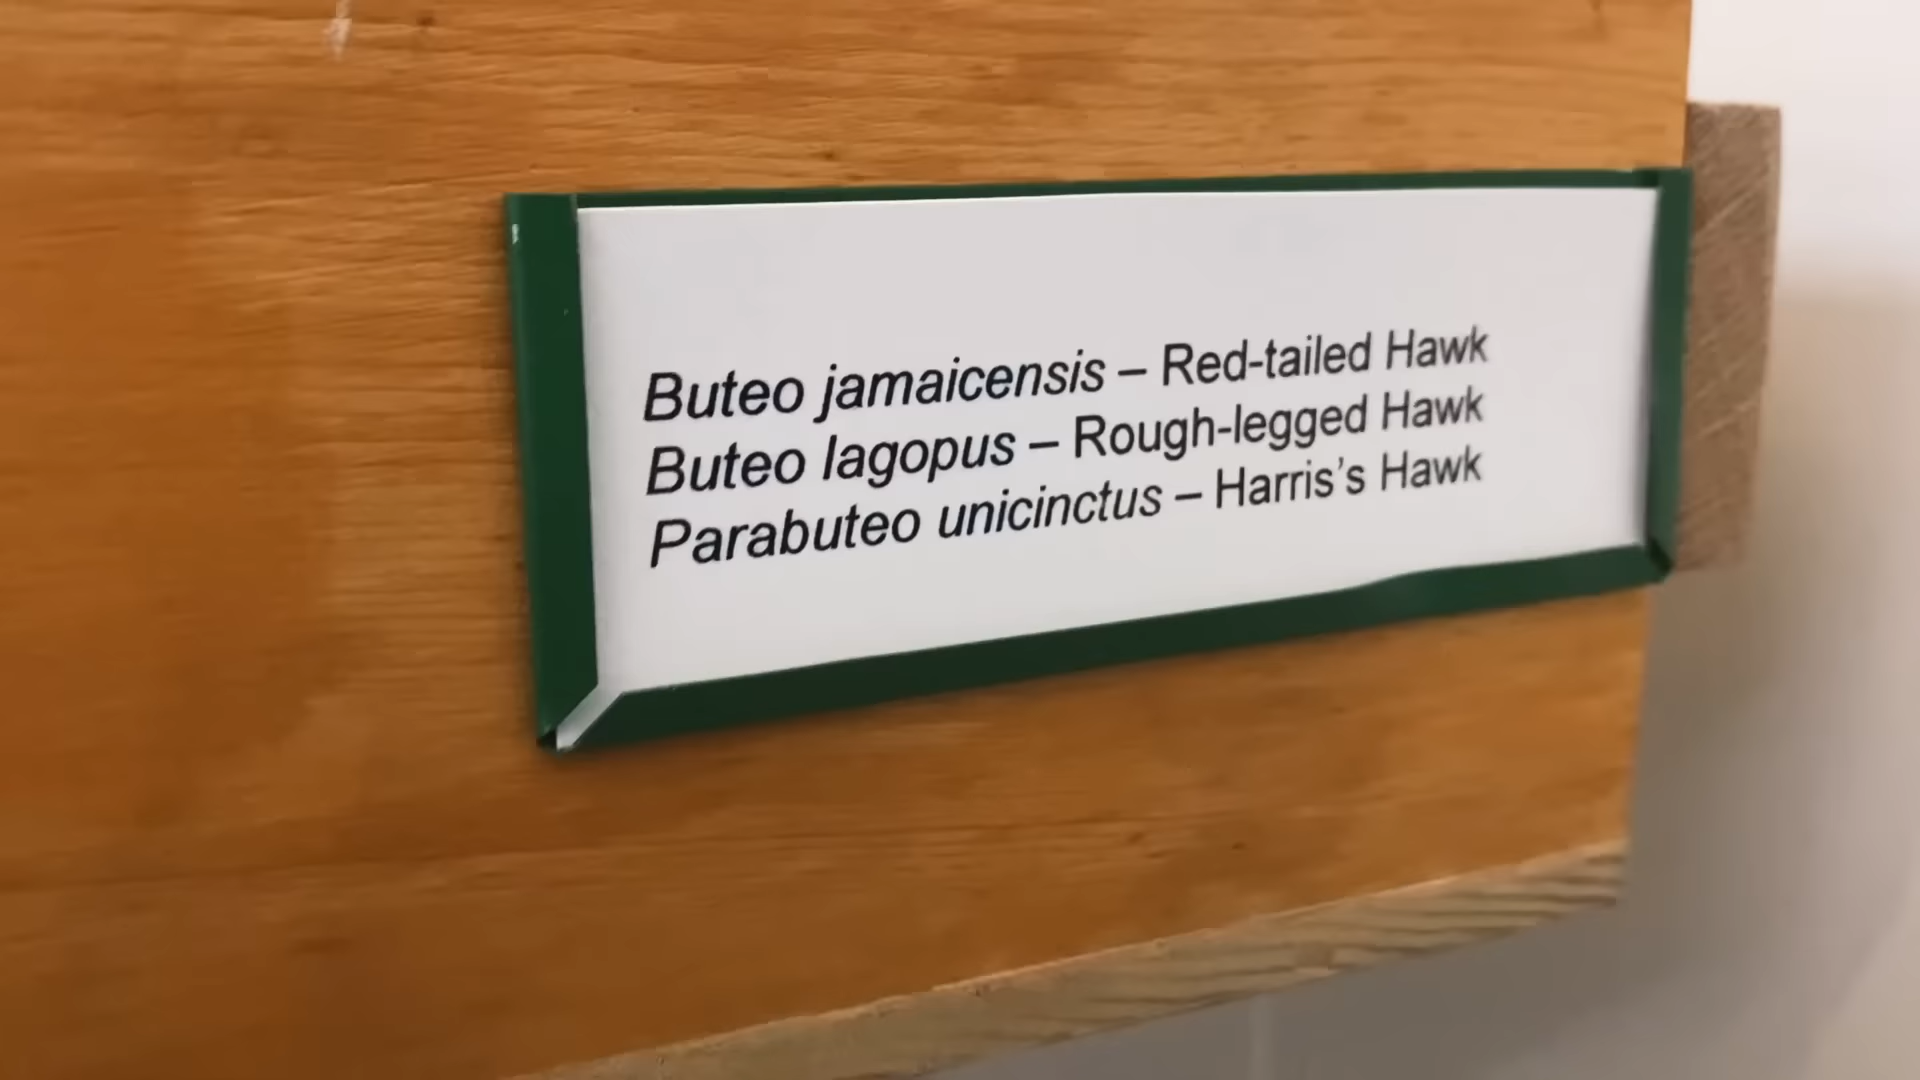 Buteo jamaicensis – Red-tailed Hawk
Buteo lagopus – Rough-legged Hawk
Parabuteo unicinctus – Harris’s Hawk